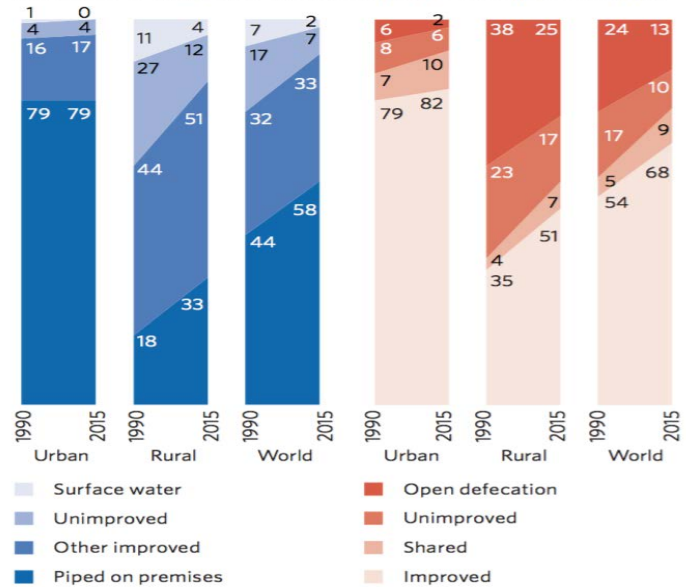 1 0
4 4
16 17
79 79
11 4
27 12
44 51
18 33
7 2
17 7
32 33
44 58
1990 2015
Urban
1990 2015
Rural
1990 2015
World
Surface water
Unimproved
Other improved
Piped on premises
6 2
8 6
7 10
79 82
38 25
23 17
4 7
35 51
24 13
17 10
5 9
54 68
1990 2015
Urban
1990 2015
Rural
1990 2015
World
Open defecation
Unimproved
Shared
Improved